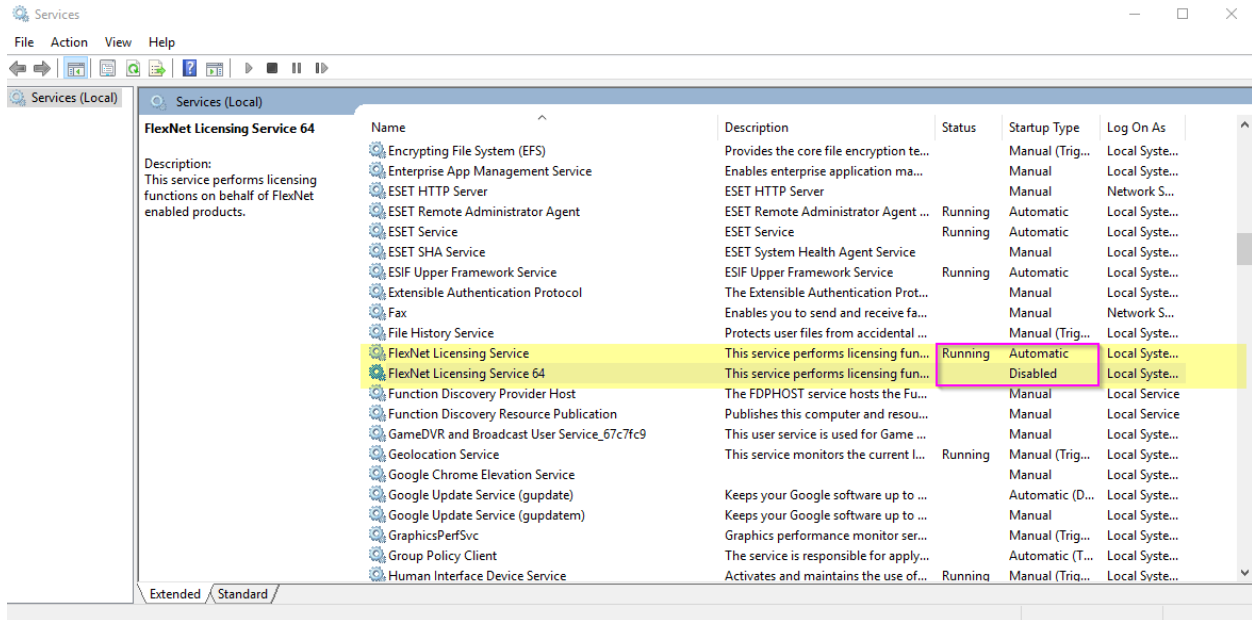 Services
File Action View Help
Services (Local)
Services (Local)
FlexNet Licensing Service 64
Description:
This service performs licensing
functions on behalf of FlexNet
enabled products.
Name Description Status Startup Type Log On As
Encrypting File System (EFS) Provides the core file encryption te... Manual (Trig... Local Syste...
Enterprise App Management Service Enables enterprise application ma... Manual Local Syste...
ESET HTTP Server ESET HTTP Server Manual Network S...
ESET Remote Administrator Agent ESET Remote Administrator Agent ... Running Automatic Local Syste...
ESET Service ESET Service Running Automatic Local Syste...
ESET SHA Service ESET System Health Agent Service Manual Local Syste...
ESIF Upper Framework Service ESIF Upper Framework Service Running Automatic Local Syste...
Extensible Authentication Protocol The Extensible Authentication Prot... Manual Local Syste...
Fax Enables you to send and receive fa... Manual Network S...
File History Service Protects user files from accidental ... Manual (Trig... Local Syste...
FlexNet Licensing Service This service performs licensing fun... Running Automatic Local Syste...
FlexNet Licensing Service 64 This service performs licensing fun... Disabled Local Syste...
Function Discovery Provider Host The FDPHOST service hosts the Fu... Manual Local Service
Function Discovery Resource Publication Publishes this computer and resou... Manual Local Service
GameDVR and Broadcast User Service_67c7fc9 This user service is used for Game ... Manual Local Syste...
Geolocation Service This service monitors the current l... Running Manual (Trig... Local Syste...
Google Chrome Elevation Service Manual Local Syste...
Google Update Service (gupdate) Keeps your Google software up to ... Automatic (D... Local Syste...
Google Update Service (gupdatem) Keeps your Google software up to ... Manual Local Syste...
GraphicsPerfSvc Graphics performance monitor ser... Manual (Trig... Local Syste...
Group Policy Client The service is responsible for apply... Automatic (T... Local Syste...
Human Interface Device Service Activates and maintains the use of... Running Manual (Trig... Local Syste...
Extended Standard